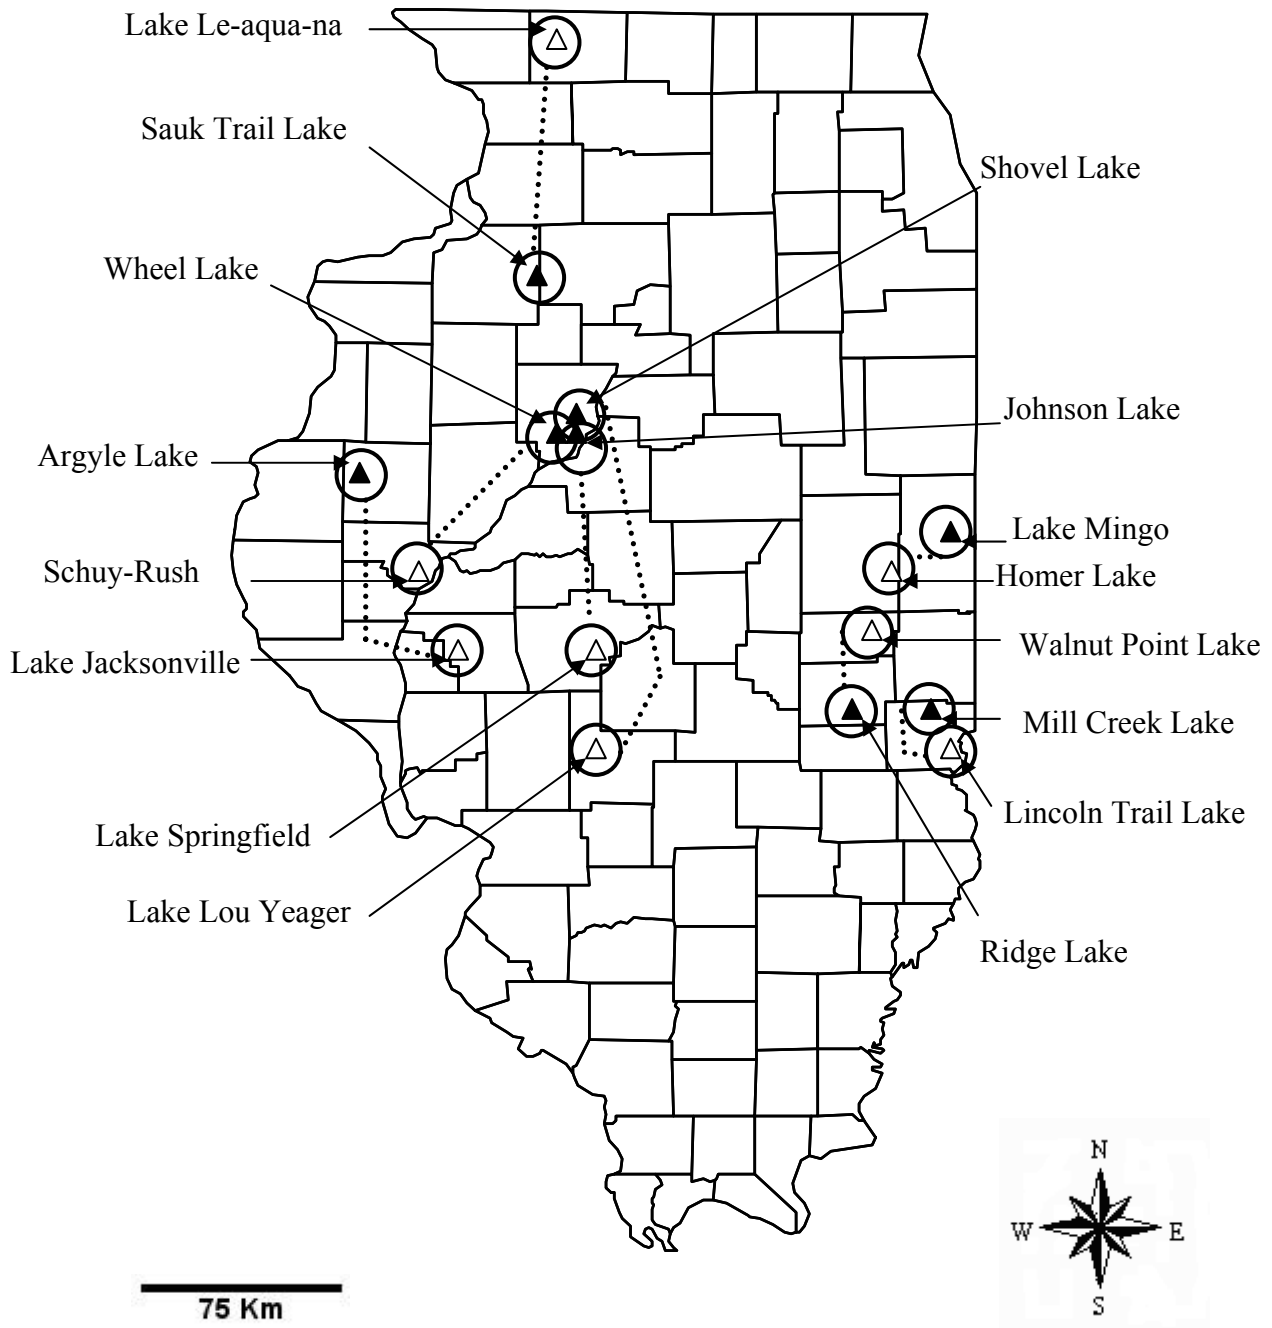 Lake Le-aqua-na
Sauk Trail Lake
Shovel Lake
Wheel Lake
Johnson Lake
Argyle Lake
Lake Mingo
Schuy-Rush
Homer Lake
Walnut Point Lake
Lake Jacksonville
Mill Creek Lake
Lincoln Trail Lake
Lake Springfield
Lake Lou Yeager
Ridge Lake
N
W E
S
75 Km